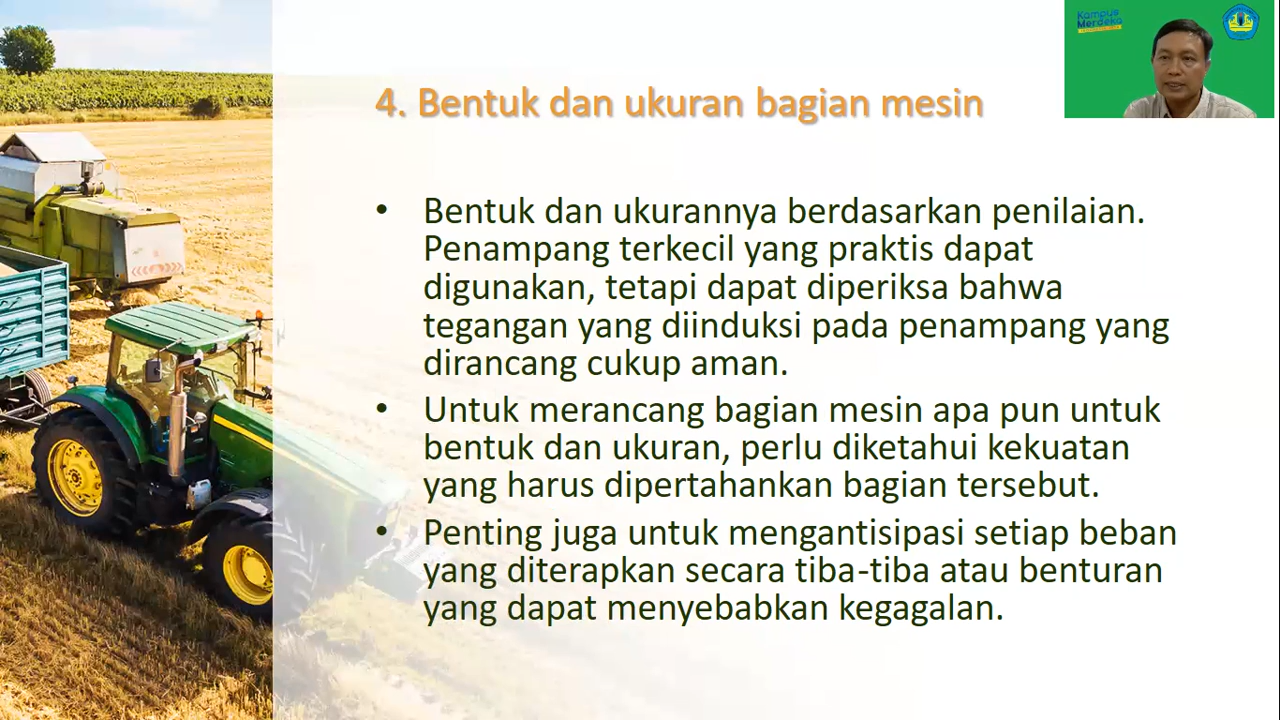 Kampus
Merdeka
4. Bentuk dan ukuran bagian mesin
• Bentuk dan ukurannya berdasarkan penilaian.
Penampang terkecil yang praktis dapat
digunakan, tetapi dapat diperiksa bahwa
tegangan yang diinduksi pada penampang yang
dirancang cukup aman.
• Untuk merancang bagian mesin apa pun untuk
bentuk dan ukuran, perlu diketahui kekuatan
yang harus dipertahankan bagian tersebut.
• Penting juga untuk mengantisipasi setiap beban
yang diterapkan secara tiba-tiba atau benturan
yang dapat menyebabkan kegagalan.